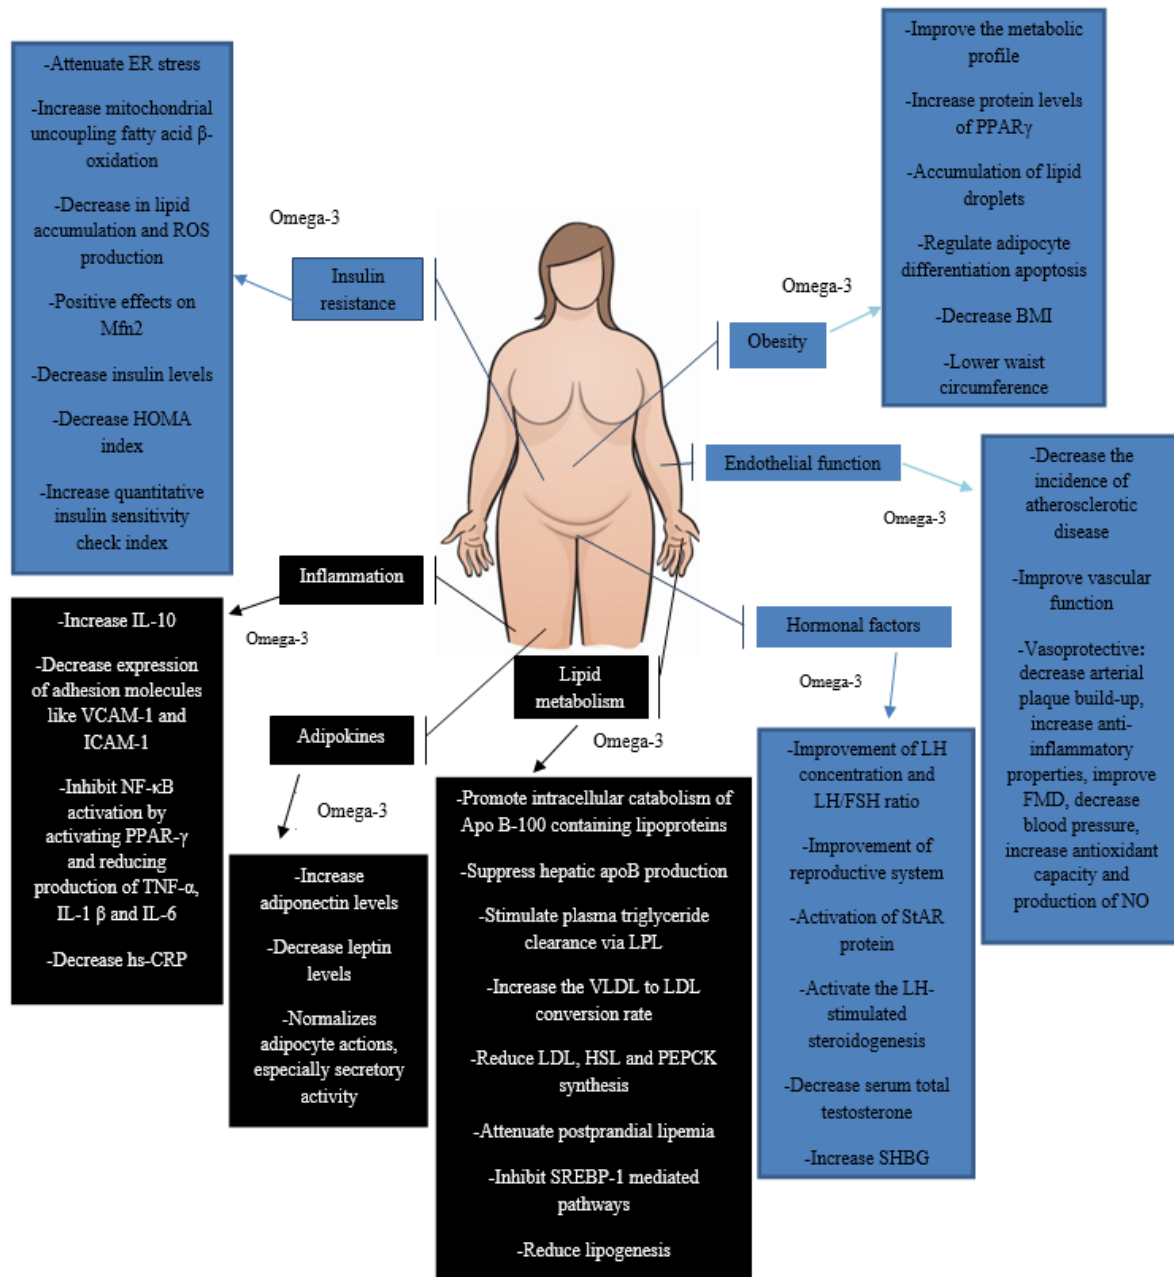 -Attenuate ER stress
-Increase mitochondrial
uncoupling fatty acid β-
oxidation
-Decrease in lipid
accumulation and ROS
production
-Positive effects on
Mfn2
-Decrease insulin levels
-Decrease HOMA
index
-Increase quantitative
insulin sensitivity
check index
Omega-3
Insulin
resistance
-Improve the metabolic
profile
-Increase protein levels
of PPARγ
-Accumulation of lipid
droplets
-Regulate adipocyte
differentiation apoptosis
-Decrease BMI
-Lower waist
circumference
Omega-3
Obesity
Endothelial function
Omega-3
-Decrease the
incidence of
atherosclerotic
disease
-Improve vascular
function
-Vasoprotective:
decrease arterial
plaque build-up,
increase anti-
inflammatory
properties, improve
FMD, decrease
blood pressure,
increase antioxidant
capacity and
production of NO
Inflammation
Omega-3
-Increase IL-10
-Decrease expression
of adhesion molecules
like VCAM-1 and
ICAM-1
-Inhibit NF-κB
activation by
activating PPAR-γ
and reducing
production of TNF-α,
IL-1 β and IL-6
-Decrease hs-CRP
Adipokines
Omega-3
-Increase
adiponectin levels
-Decrease leptin
levels
-Normalizes
adipocyte actions,
especially secretory
activity
Lipid
metabolism
Omega-3
-Promote intracellular catabolism of
Apo B-100 containing lipoproteins
-Suppress hepatic apoB production
-Stimulate plasma triglyceride
clearance via LPL
-Increase the VLDL to LDL
conversion rate
-Reduce LDL, HSL and PEPCK
synthesis
-Attenuate postprandial lipemia
-Inhibit SREBP-1 mediated
pathways
-Reduce lipogenesis
Hormonal factors
Omega-3
-Improvement of LH
concentration and
LH/FSH ratio
-Improvement of
reproductive system
-Activation of StAR
protein
-Activate the LH-
stimulated
steroidogenesis
-Decrease serum total
testosterone
-Increase SHBG